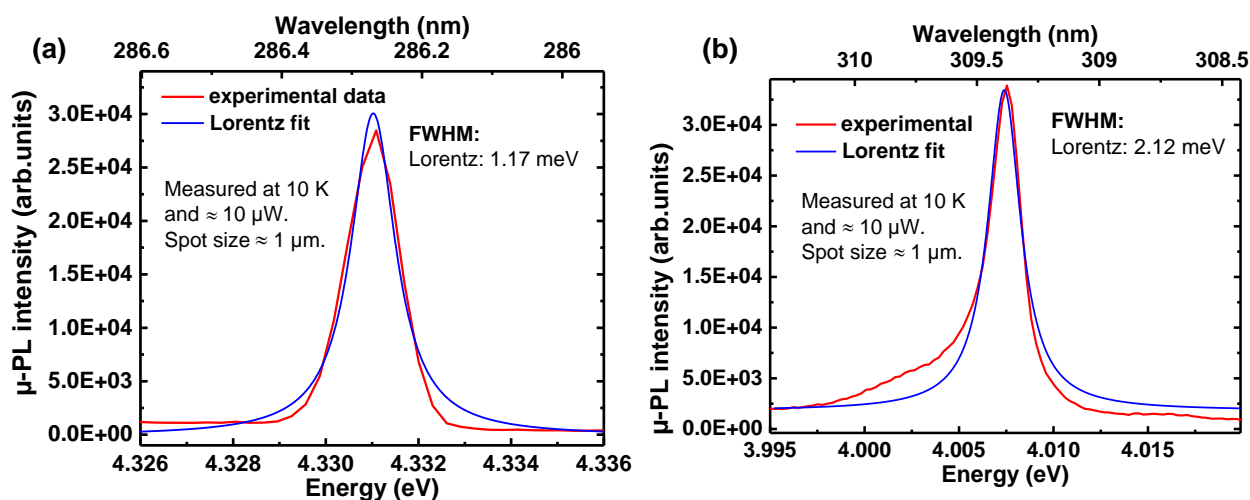 (a)
Wavelength (nm)
286.6 286.4 286.2 286
experimental data
Lorentz fit
FWHM:
Lorentz: 1.17 meV
Measured at 10 K
and ≈ 10 µW.
Spot size ≈ 1 µm.
µ-PL intensity (arb.units)
3.0E+04
2.5E+04
2.0E+04
1.5E+04
1.0E+04
5.0E+03
0.0E+00
4.326 4.328 4.330 4.332 4.334 4.336
Energy (eV)
(b)
Wavelength (nm)
310 309.5 309 308.5
experimental
Lorentz fit
FWHM:
Lorentz: 2.12 meV
Measured at 10 K
and ≈ 10 µW.
Spot size ≈ 1 µm.
µ-PL intensity (arb.units)
3.0E+04
2.5E+04
2.0E+04
1.5E+04
1.0E+04
5.0E+03
0.0E+00
3.995 4.000 4.005 4.010 4.015
Energy (eV)